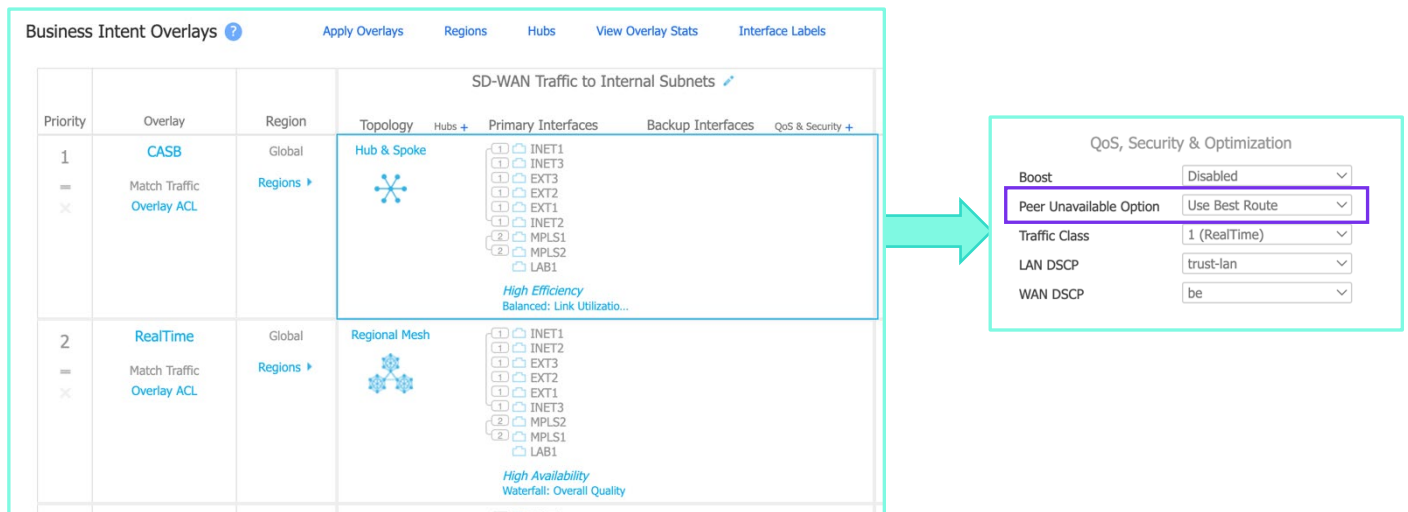 Business Intent Overlays ?
Apply Overlays Regions Hubs View Overlay Stats Interface Labels
SD-WAN Traffic to Internal Subnets
Priority Overlay Region Topology Hubs + Primary Interfaces Backup Interfaces QoS & Security +
1 CASB Global Hub & Spoke
Match Traffic Regions
Overlay ACL
1 INET1
1 INET3
1 EXT3
1 EXT2
1 EXT1
1 INET2
2 MPLS1
2 MPLS2
LAB1
High Efficiency
Balanced: Link Utilizatio...
2 RealTime Global Regional Mesh
Match Traffic Regions
Overlay ACL
1 INET1
1 INET2
1 EXT3
1 EXT2
1 EXT1
1 INET3
2 MPLS2
2 MPLS1
LAB1
High Availability
Waterfall: Overall Quality
QoS, Security & Optimization
Boost Disabled
Peer Unavailable Option Use Best Route
Traffic Class 1 (RealTime)
LAN DSCP trust-lan
WAN DSCP be